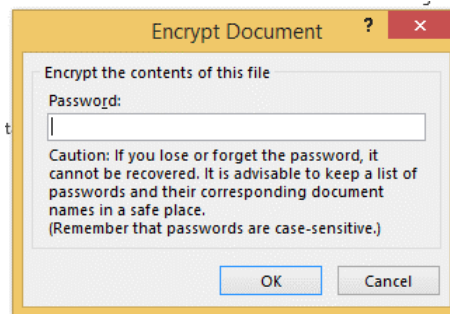 Encrypt Document ? ×
Encrypt the contents of this file
Password:
Caution: If you lose or forget the password, it
cannot be recovered. It is advisable to keep a list of
passwords and their corresponding document
names in a safe place.
(Remember that passwords are case-sensitive.)
OK Cancel